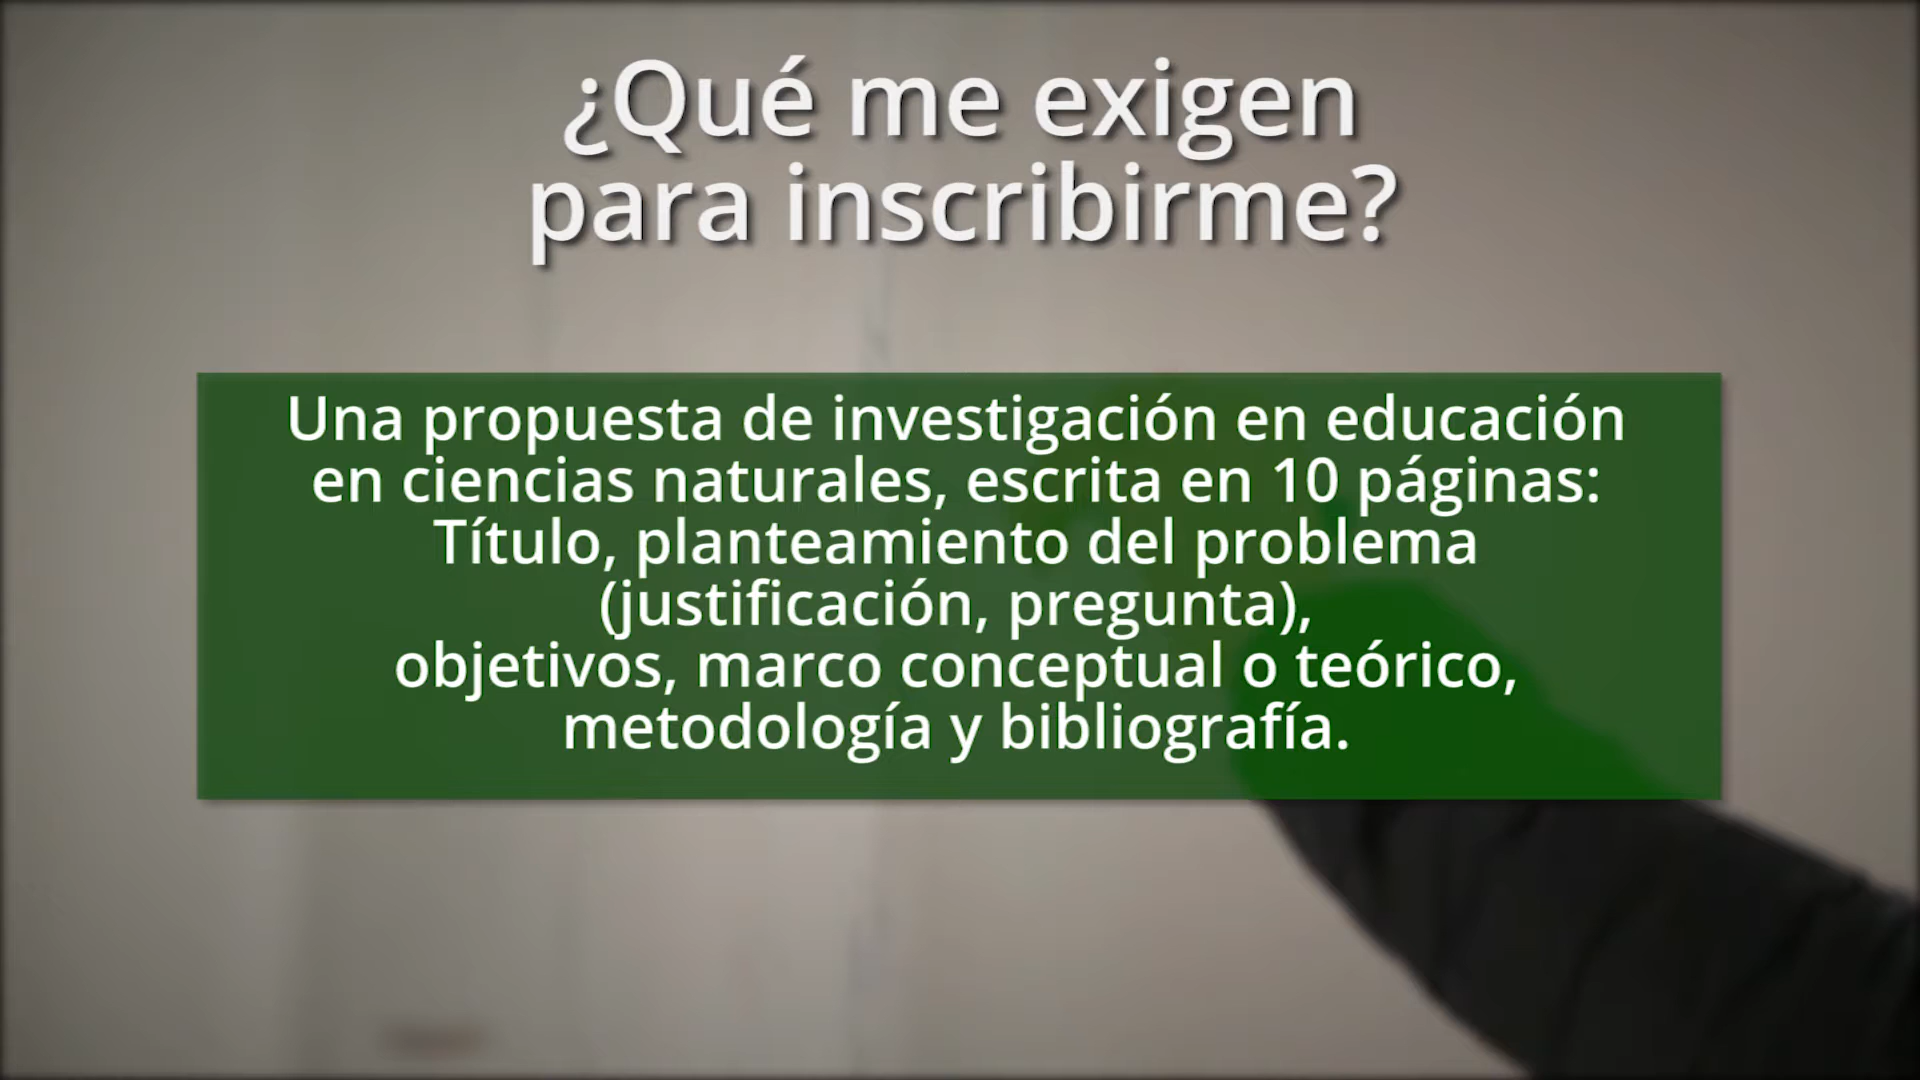 ¿Qué me exigen
para inscribirme?
Una propuesta de investigación en educación
en ciencias naturales, escrita en 10 páginas:
Título, planteamiento del problema
(justificación, pregunta),
objetivos, marco conceptual o teórico,
metodología y bibliografía.